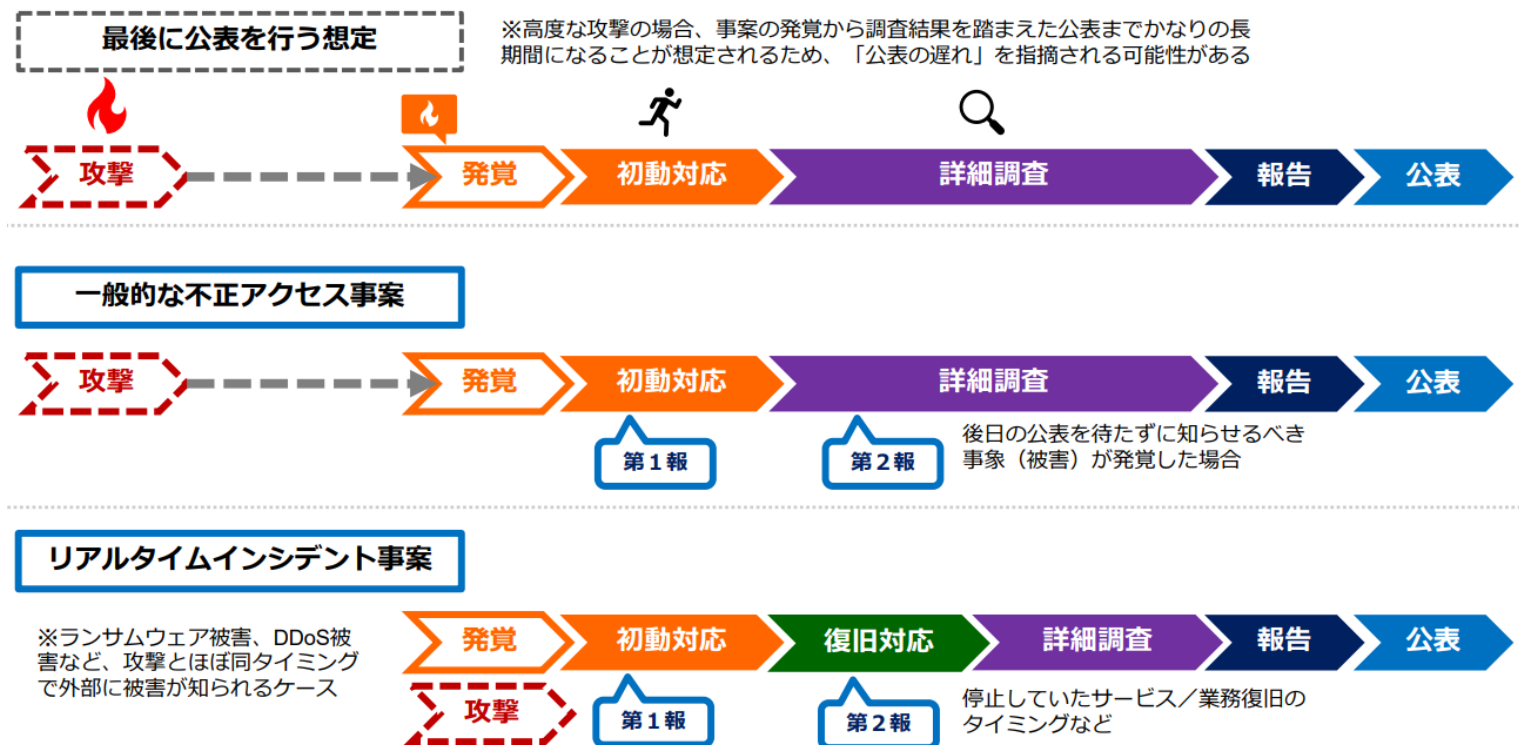 最後に公表を行う想定
※高度な攻撃の場合、事案の発覚から調査結果を踏まえた公表までかなりの長
期間になることが想定されるため、「公表の遅れ」を指摘される可能性がある
攻撃
発覚
初動対応
詳細調査
報告
公表
一般的な不正アクセス事案
攻撃
発覚
初動対応
詳細調査
報告
公表
第1報
第2報
後日の公表を待たずに知らせるべき
事象（被害）が発覚した場合
リアルタイムインシデント事案
※ランサムウェア被害、DDoS被
害など、攻撃とほぼ同タイミング
で外部に被害が知られるケース
発覚
初動対応
復旧対応
詳細調査
報告
公表
攻撃
第1報
第2報
停止していたサービス／業務復旧の
タイミングなど